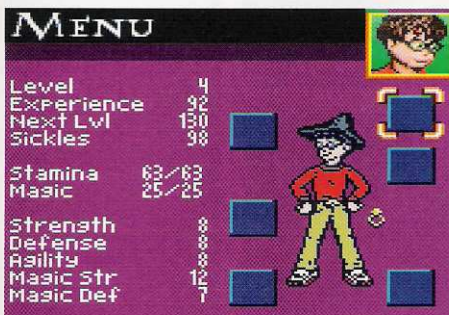 MENU
Level 4
Experience 92
Next Lvl 130
Sickles 98
Stamina 63/63
Magic 25/25
Strength 8
Defense 8
Agility 8
Magic Str 12
Magic Def 7